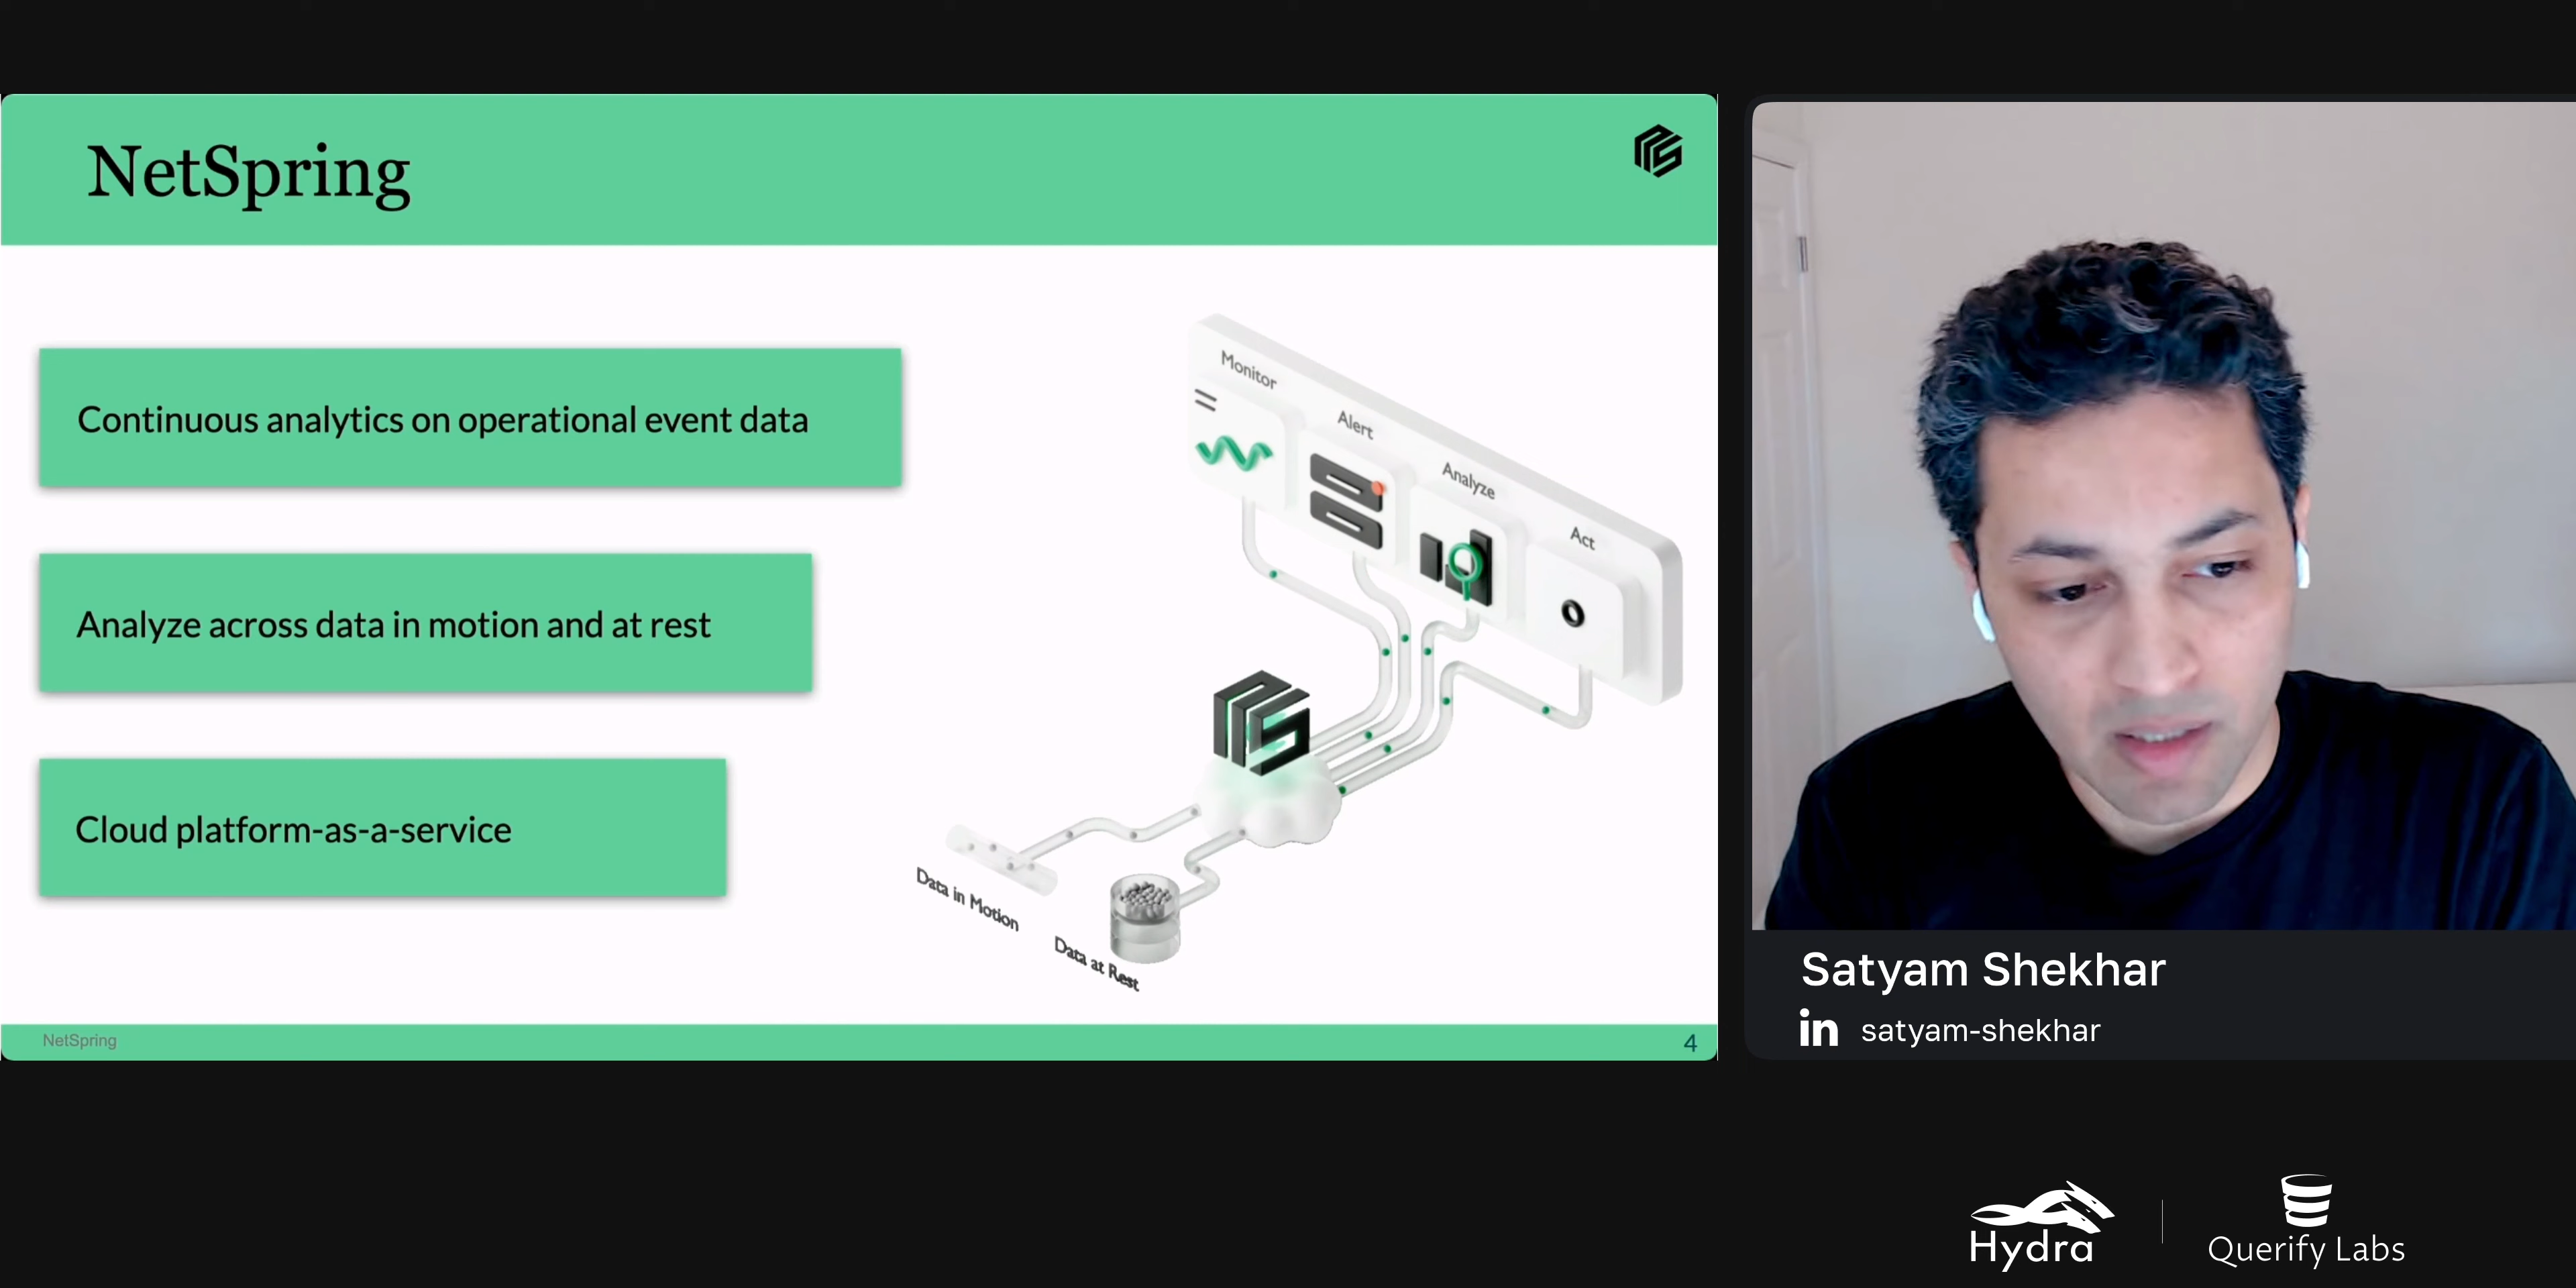 NetSpring
Continuous analytics on operational event data
Analyze across data in motion and at rest
Cloud platform-as-a-service
Monitor
Alert
Analyze
Act
Data in Motion
Data at Rest
NetSpring
4
Satyam Shekhar
in satyam-shekhar
Hydra
Querify Labs